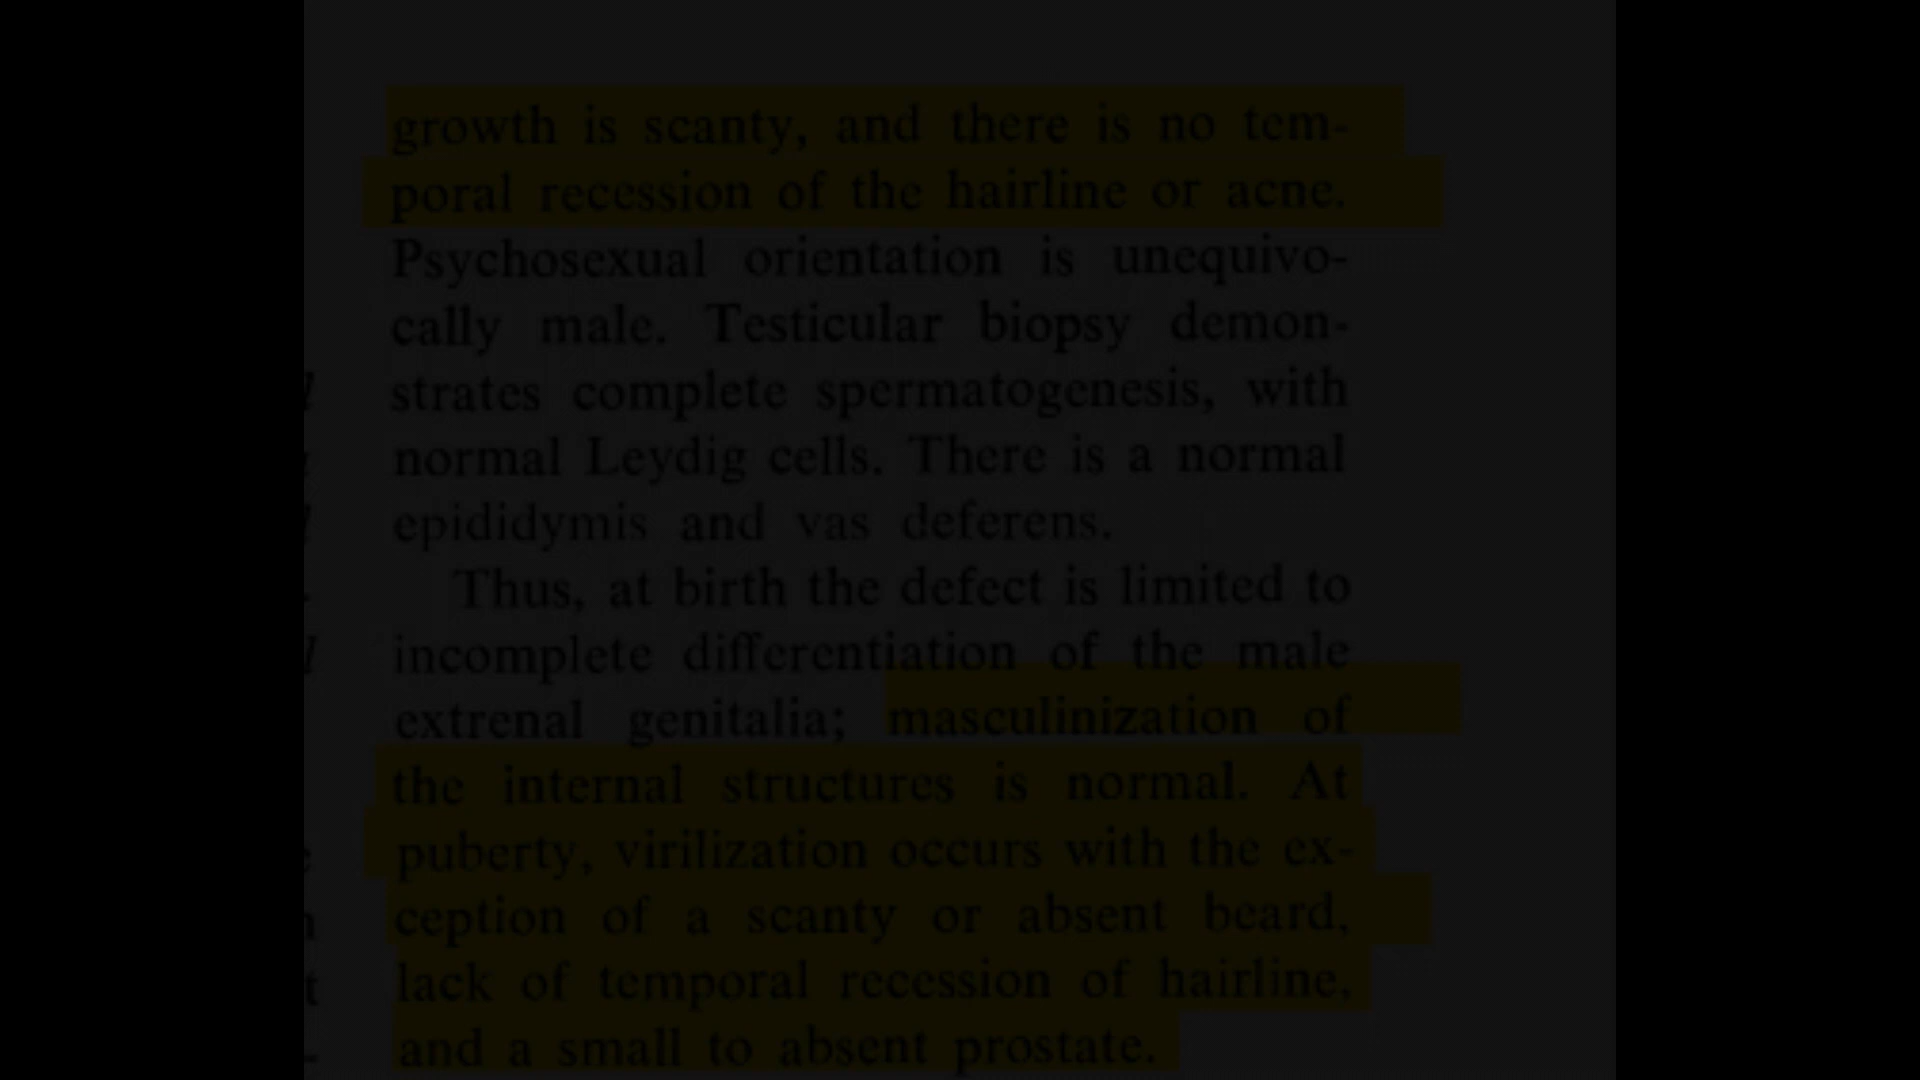 growth is scanty, and there is no tem-
poral recession of the hairline or acne.
Psychosexual orientation is unequivo-
cally male. Testicular biopsy demon-
strates complete spermatogenesis, with
normal Leydig cells. There is a normal
epididymis and vas deferens.
Thus, at birth the defect is limited to
incomplete differentiation of the male
extrenal genitalia; masculinization of
the internal structures is normal. At
puberty, virilization occurs with the ex-
ception of a scanty or absent beard,
lack of temporal recession of hairline,
and a small to absent prostate.